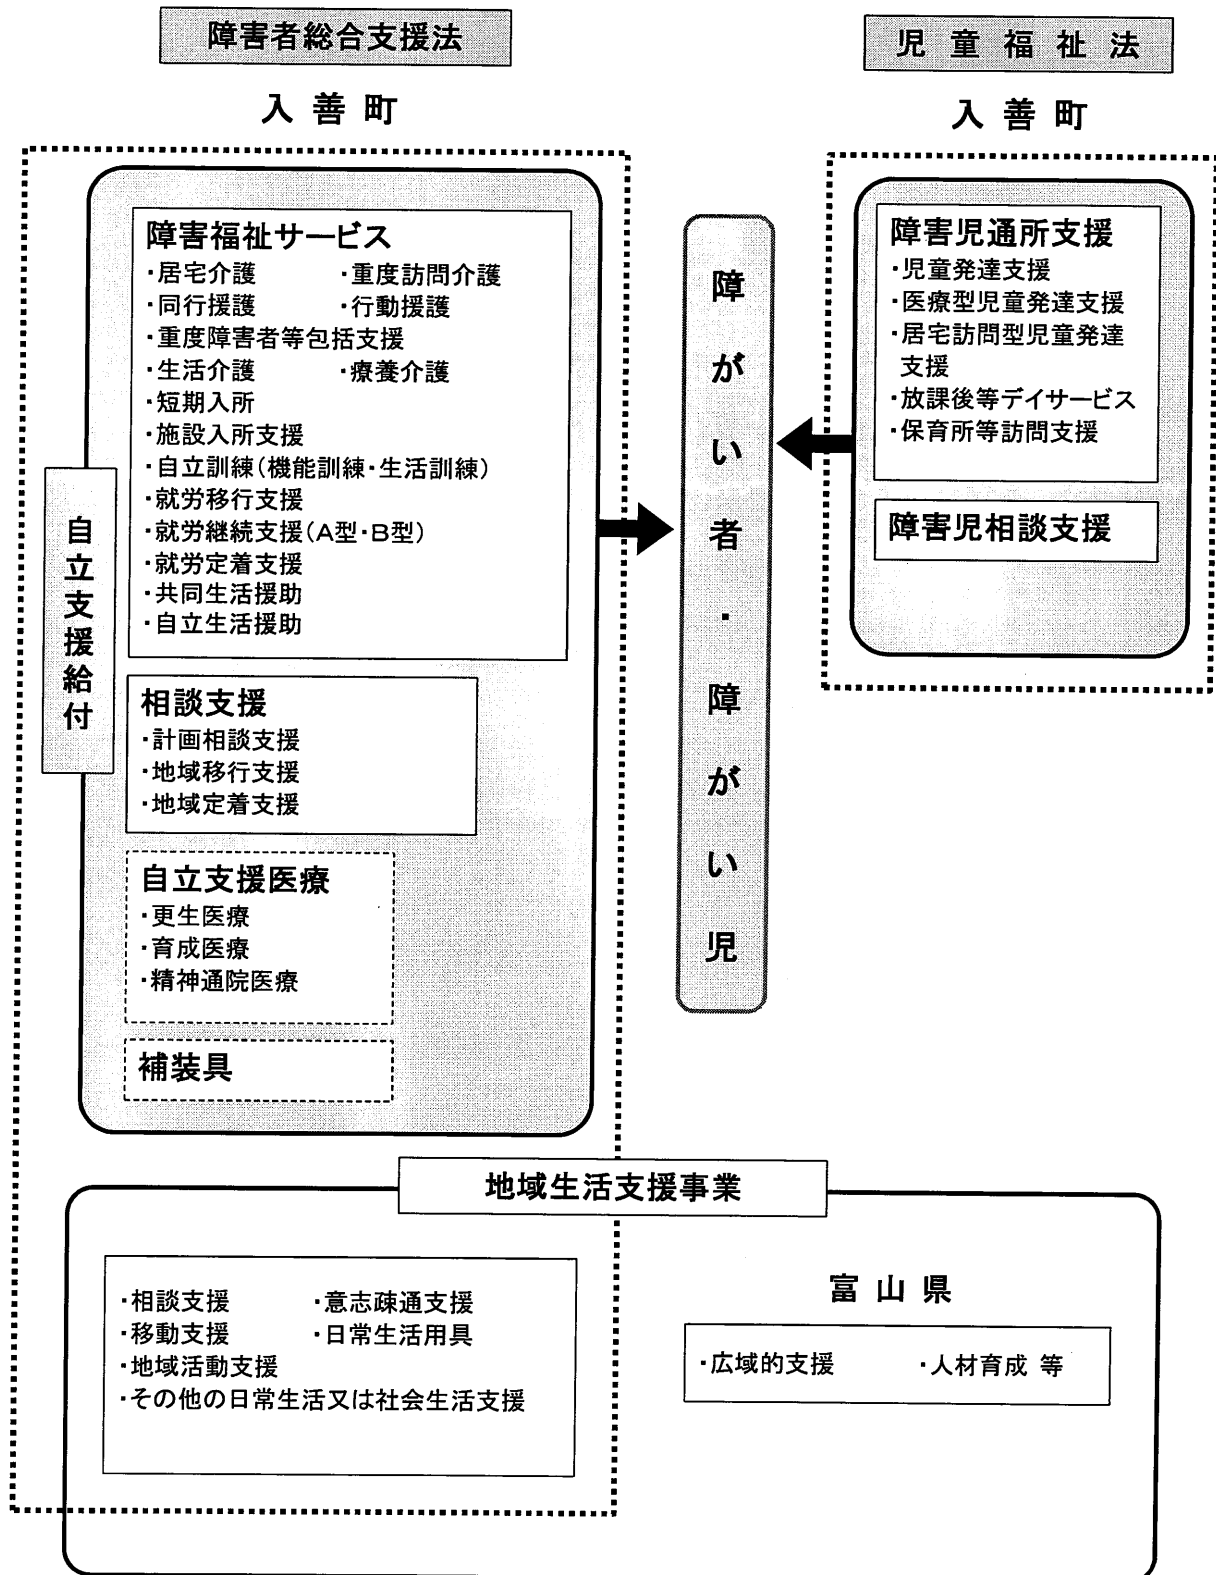 障害者総合支援法
入善町
自立支援給付
障害福祉サービス
・居宅介護 ・重度訪問介護
・同行援護 ・行動援護
・重度障害者等包括支援
・生活介護 ・療養介護
・短期入所
・施設入所支援
・自立訓練(機能訓練・生活訓練)
・就労移行支援
・就労継続支援(A型・B型)
・就労定着支援
・共同生活援助
・自立生活援助
相談支援
・計画相談支援
・地域移行支援
・地域定着支援
自立支援医療
・更生医療
・育成医療
・精神通院医療
補装具
障がい者・障がい児
児童福祉法
入善町
障害児通所支援
・児童発達支援
・医療型児童発達支援
・居宅訪問型児童発達
支援
・放課後等デイサービス
・保育所等訪問支援
障害児相談支援
地域生活支援事業
・相談支援 ・意志疎通支援
・移動支援 ・日常生活用具
・地域活動支援
・その他の日常生活又は社会生活支援
富山県
・広域的支援 ・人材育成 等